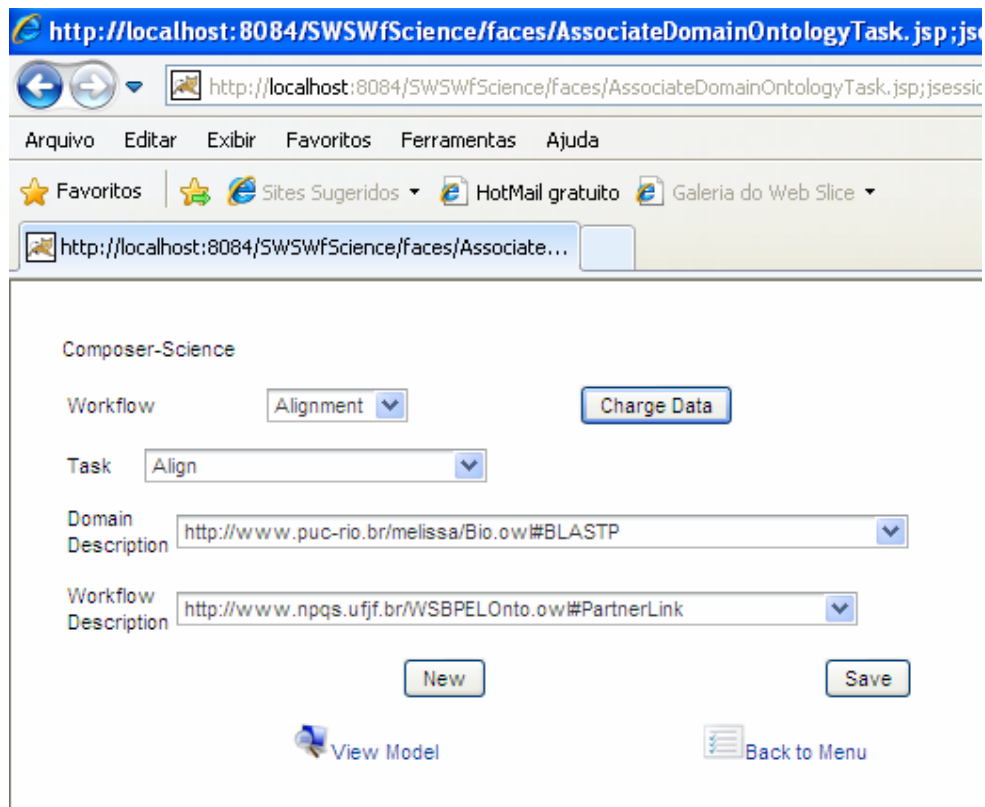 http://localhost:8084/SWSWfScience/faces/AssociateDomainOntologyTask.jsp;jse
http://localhost:8084/SWSWfScience/faces/AssociateDomainOntologyTask.jsp;jsessio
Arquivo Editar Exibir Favoritos Ferramentas Ajuda
Favoritos Sites Sugeridos HotMail gratuito Galeria do Web Slice
http://localhost:8084/SWSWfScience/faces/Associate...
Composer-Science
Workflow Alignment Charge Data
Task Align
Domain
Description http://www.puc-rio.br/melissa/Bio.owl#BLASTP
Workflow
Description http://www.npqs.ufjf.br/WSBPELOnto.owl#PartnerLink
New Save
View Model Back to Menu